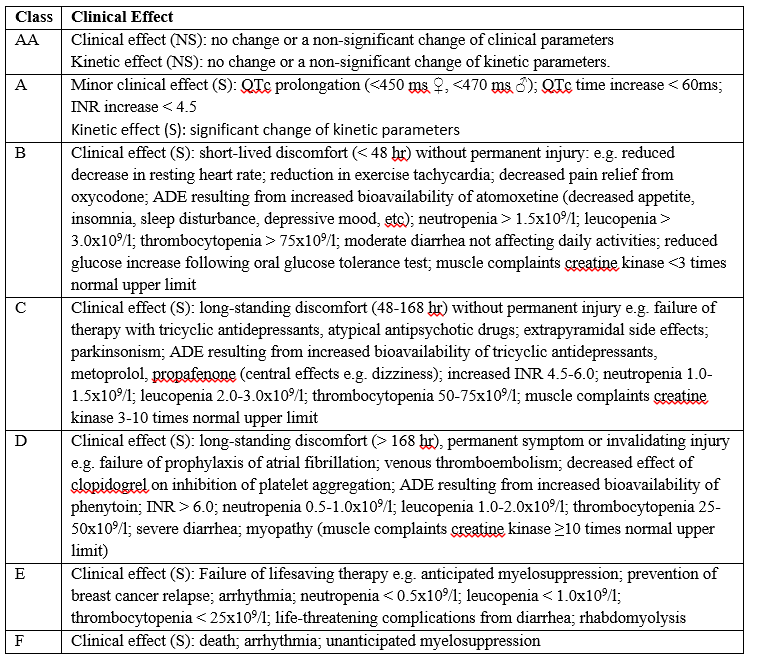 Class Clinical Effect
AA Clinical effect (NS): no change or a non-significant change of clinical parameters
Kinetic effect (NS): no change or a non-significant change of kinetic parameters.
A Minor clinical effect (S): QTc prolongation (<450 ms ♀, <470 ms ♂); QTc time increase < 60ms;
INR increase < 4.5
Kinetic effect (S): significant change of kinetic parameters
B Clinical effect (S): short-lived discomfort (< 48 hr) without permanent injury: e.g. reduced
decrease in resting heart rate; reduction in exercise tachycardia; decreased pain relief from
oxycodone; ADE resulting from increased bioavailability of atomoxetine (decreased appetite,
insomnia, sleep disturbance, depressive mood, etc); neutropenia > 1.5x10⁹/l; leucopenia >
3.0x10⁹/l; thrombocytopenia > 75x10⁹/l; moderate diarrhea not affecting daily activities; reduced
glucose increase following oral glucose tolerance test; muscle complaints creatine kinase <3 times
normal upper limit
C Clinical effect (S): long-standing discomfort (48-168 hr) without permanent injury e.g. failure of
therapy with tricyclic antidepressants, atypical antipsychotic drugs; extrapyramidal side effects;
parkinsonism; ADE resulting from increased bioavailability of tricyclic antidepressants,
metoprolol, propafenone (central effects e.g. dizziness); increased INR 4.5-6.0; neutropenia 1.0-
1.5x10⁹/l; leucopenia 2.0-3.0x10⁹/l; thrombocytopenia 50-75x10⁹/l; muscle complaints creatine
kinase 3-10 times normal upper limit
D Clinical effect (S): long-standing discomfort (> 168 hr), permanent symptom or invalidating injury
e.g. failure of prophylaxis of atrial fibrillation; venous thromboembolism; decreased effect of
clopidogrel on inhibition of platelet aggregation; ADE resulting from increased bioavailability of
phenytoin; INR > 6.0; neutropenia 0.5-1.0x10⁹/l; leucopenia 1.0-2.0x10⁹/l; thrombocytopenia 25-
50x10⁹/l; severe diarrhea; myopathy (muscle complaints creatine kinase ≥10 times normal upper
limit)
E Clinical effect (S): Failure of lifesaving therapy e.g. anticipated myelosuppression; prevention of
breast cancer relapse; arrhythmia; neutropenia < 0.5x10⁹/l; leucopenia < 1.0x10⁹/l;
thrombocytopenia < 25x10⁹/l; life-threatening complications from diarrhea; rhabdomyolysis
F Clinical effect (S): death; arrhythmia; unanticipated myelosuppression